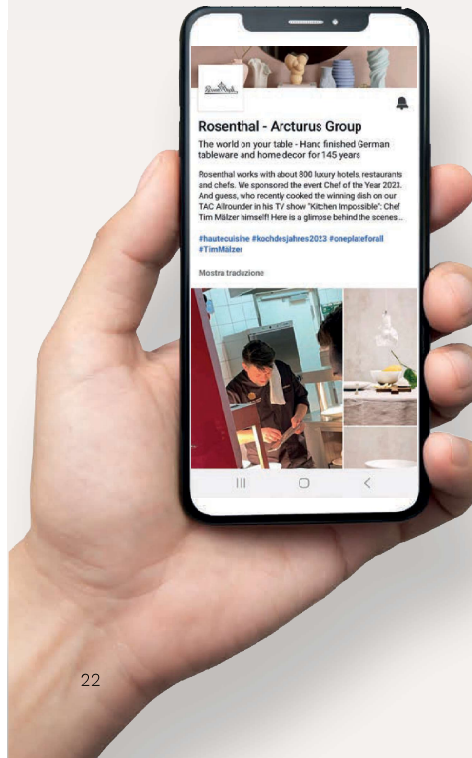 Rosenthal
Rosenthal - Arcturus Group
The world on your table - Hand finished German
tableware and home decor for 145 years
Rosenthal works with about 800 luxury hotels, restaurants
and chefs. We sponsored the event Chef of the Year 2023.
And guess, who recently cooked the winning dish on our
TAC Allrounder in his TV show "Kitchen Impossible": Chef
Tim Mälzer himself! Here is a glimpse behind the scenes...
#hautecuishe #kochdesjahres2023 #oneplateforall
#TimMälzer
Mostra traduzione
22